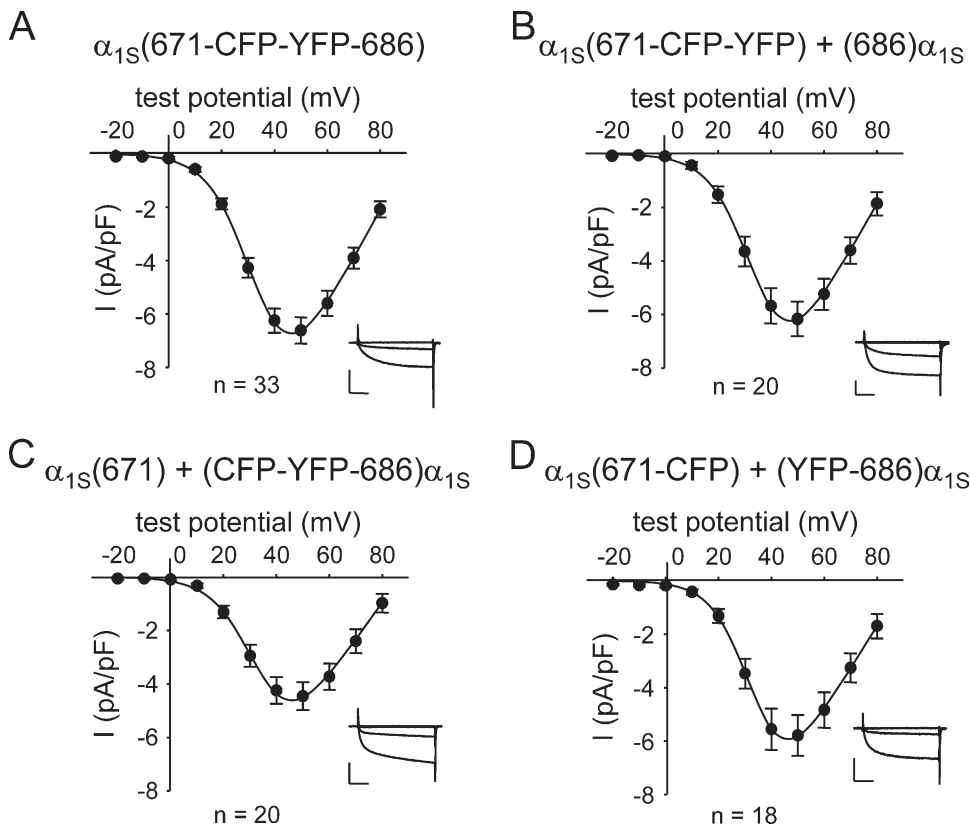 A
α1S(671-CFP-YFP-686)
test potential (mV)
-20 0 20 40 60 80
-2
-4
-6
-8
I (pA/pF)
n = 33
B
α1S(671-CFP-YFP) + (686)α1S
test potential (mV)
-20 0 20 40 60 80
-2
-4
-6
-8
I (pA/pF)
n = 20
C
α1S(671) + (CFP-YFP-686)α1S
test potential (mV)
-20 0 20 40 60 80
-2
-4
-6
-8
I (pA/pF)
n = 20
D
α1S(671-CFP) + (YFP-686)α1S
test potential (mV)
-20 0 20 40 60 80
-2
-4
-6
-8
I (pA/pF)
n = 18